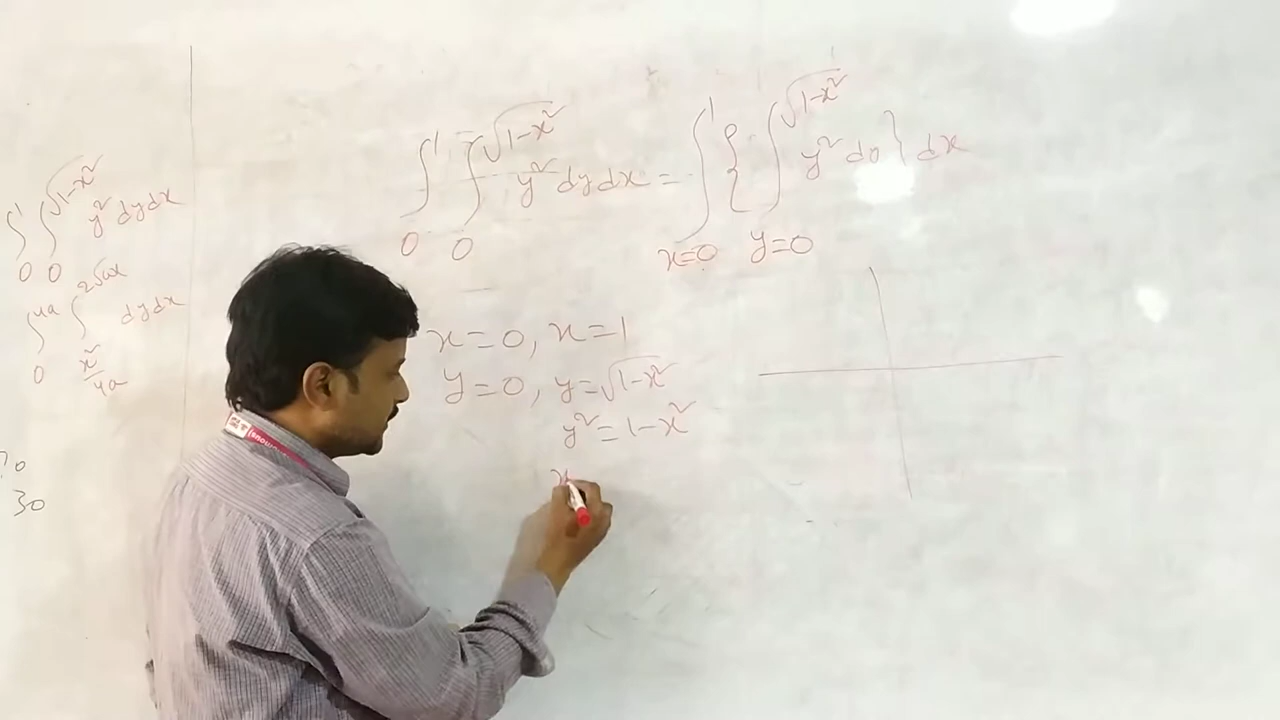 ∫₀¹ ∫₀^√(1-x²) y² dy dx
∫₀^4a ∫_(x²/4a)^(2√ax) dy dx
30
∫₀¹ ∫₀^√(1-x²) y² dy dx = ∫_(x=0)^1 { ∫_(y=0)^√(1-x²) y² dy } dx
x=0, x=1
y=0, y=√(1-x²)
y²=1-x²
x